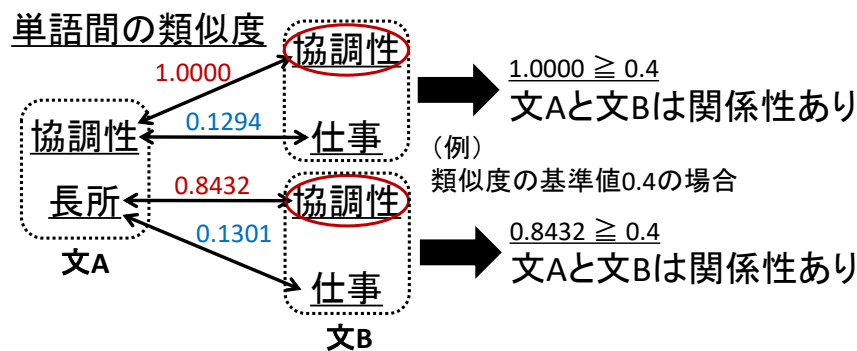 単語間の類似度
協調性
1.0000
1.0000 ≧ 0.4
文Aと文Bは関係性あり
0.1294
協調性
仕事
（例）
類似度の基準値0.4の場合
0.8432
長所
協調性
0.1301
0.8432 ≧ 0.4
文Aと文Bは関係性あり
文A
仕事
文B